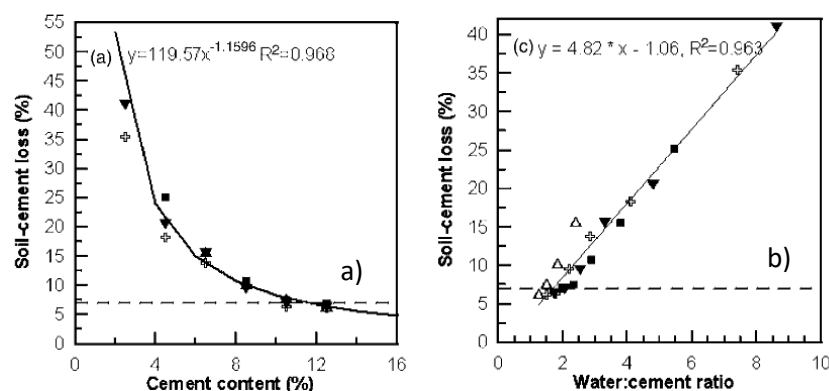 (a) y=119.57x-1.1596 R2=0.968
55
50
45
40
35
30
25
20
15
10
5
0
Soil-cement loss (%)
a)
0 4 8 12 16
Cement content (%)
(c) y = 4.82 * x - 1.06, R2=0.963
40
35
30
25
20
15
10
5
0
Soil-cement loss (%)
b)
0 2 4 6 8 10
Water:cement ratio